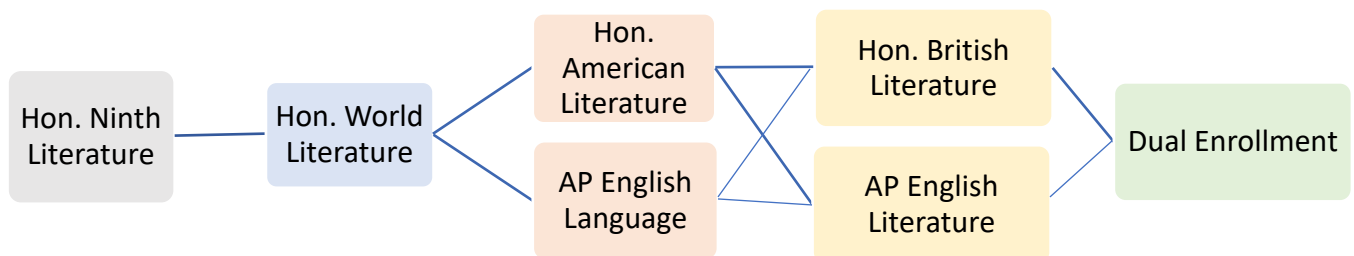 Hon. Ninth
Literature
Hon. World
Literature
Hon.
American
Literature
AP English
Language
Hon. British
Literature
AP English
Literature
Dual Enrollment